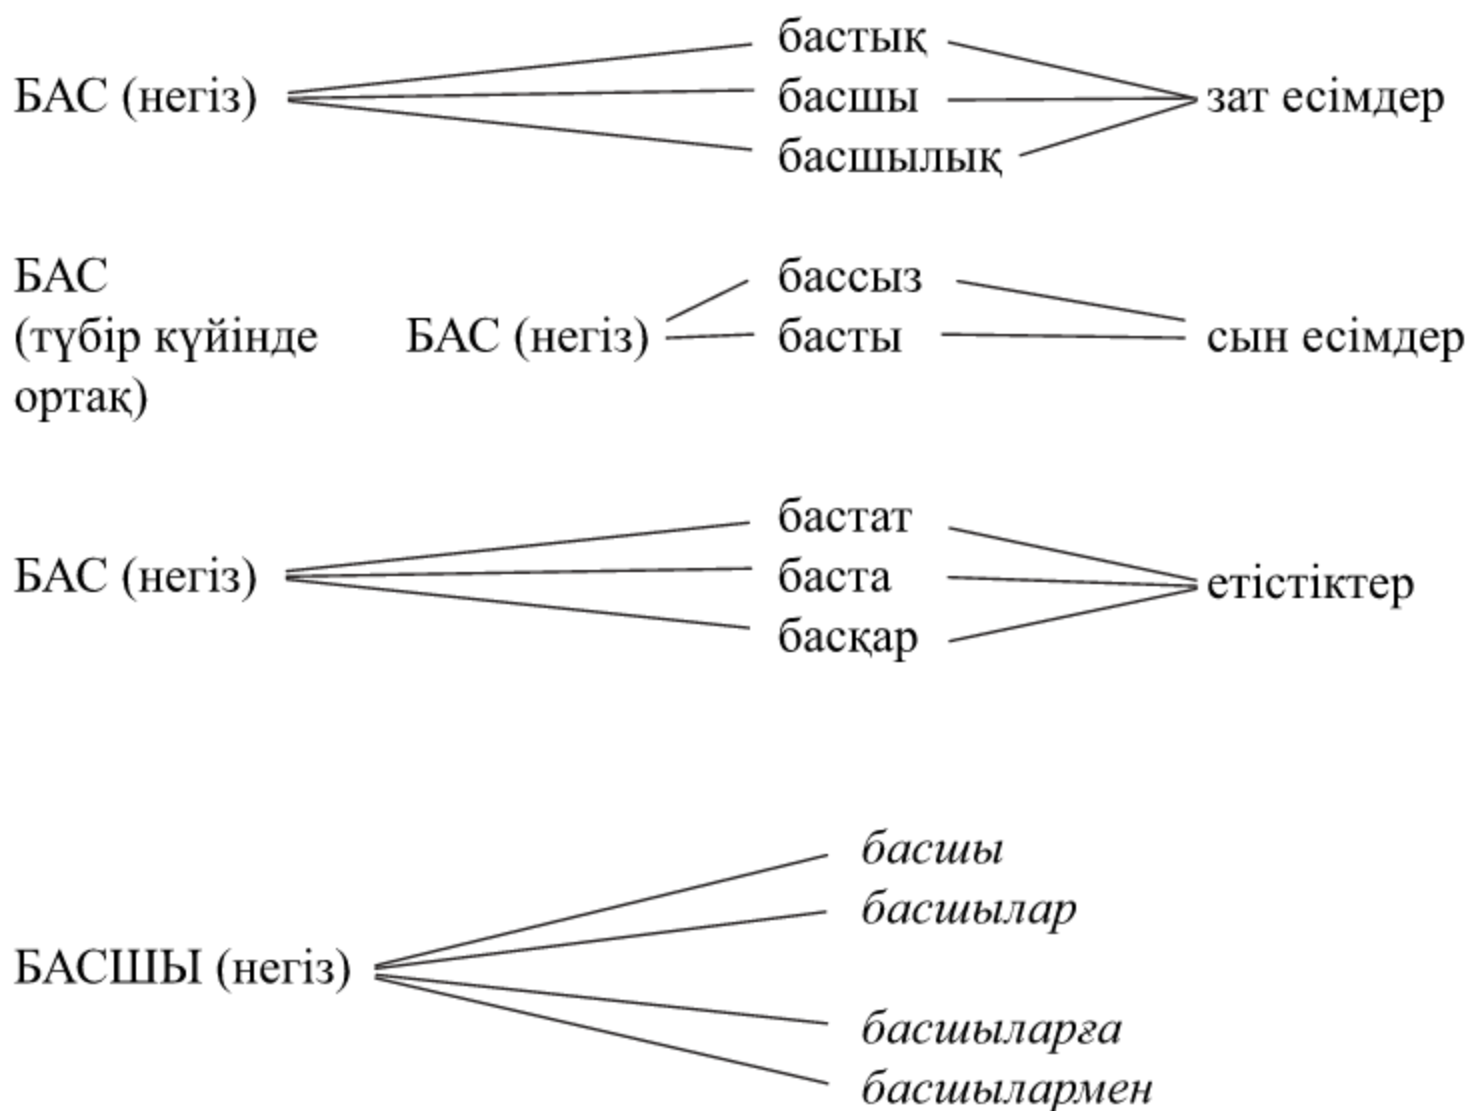 бастық
БАС (негіз) басшы зат есімдер
басшылық
БАС бассыз
(түбір күйінде БАС (негіз) басты сын есімдер
ортақ)
бастат
БАС (негіз) баста етістіктер
басқар
басшы
басшылар
БАСШЫ (негіз)
басшыларға
басшылармен